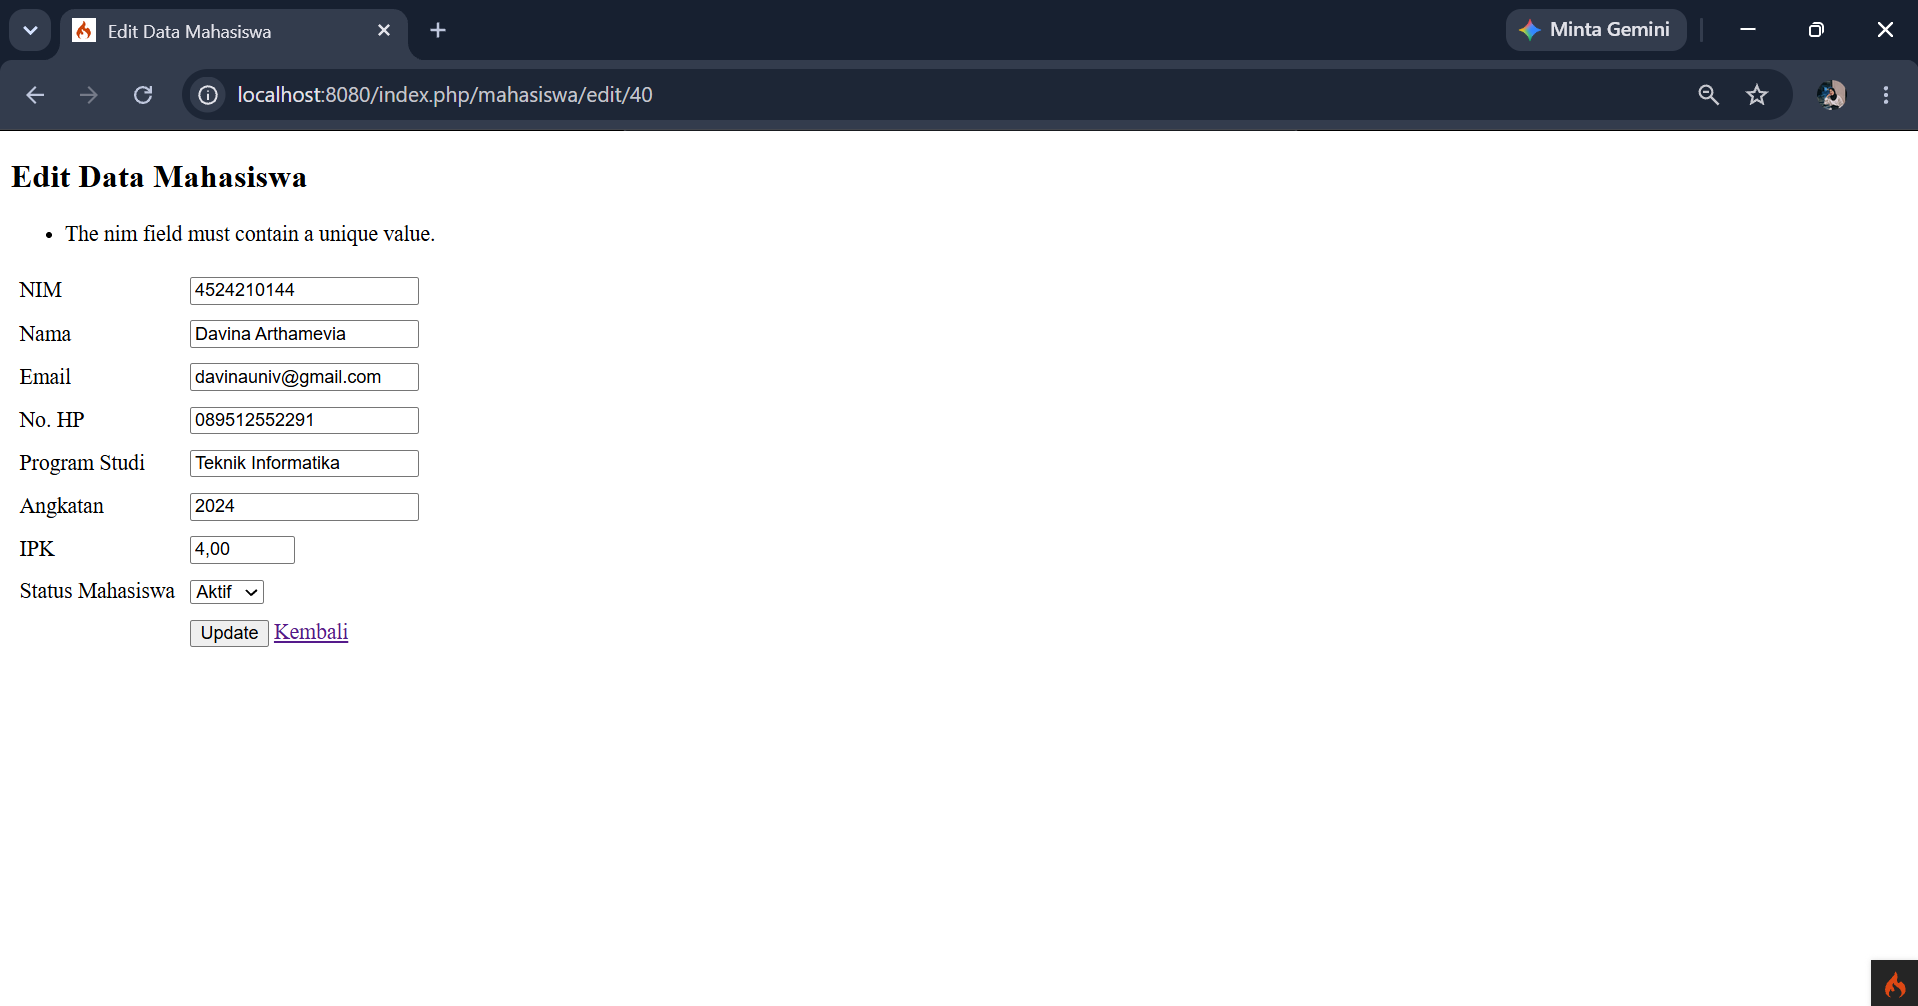 Edit Data Mahasiswa
Minta Gemini
localhost:8080/index.php/mahasiswa/edit/40
Edit Data Mahasiswa
• The nim field must contain a unique value.
NIM 4524210144
Nama Davina Arthamevia
Email davinauniv@gmail.com
No. HP 089512552291
Program Studi Teknik Informatika
Angkatan 2024
IPK 4,00
Status Mahasiswa Aktif
Update Kembali